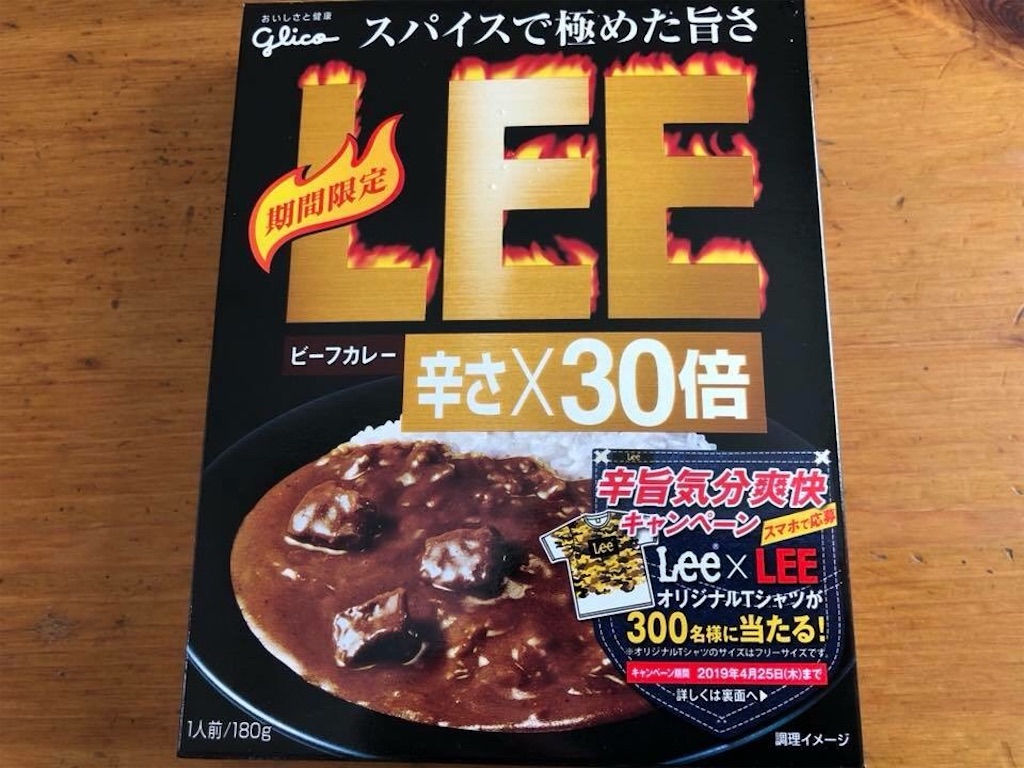 おいしさと健康
glico
スパイスで極めた旨さ
LEE
期間限定
ビーフカレー
辛さ×30倍
Lee
辛旨気分爽快
キャンペーン
スマホで応募
Lee
Lee®×LEE
オリジナルTシャツが
300名様に当たる!
※オリジナルTシャツのサイズはフリーサイズです。
キャンペーン期間 2019年4月25日(木)まで
詳しくは裏面へ▶
1人前/180g
調理イメージ